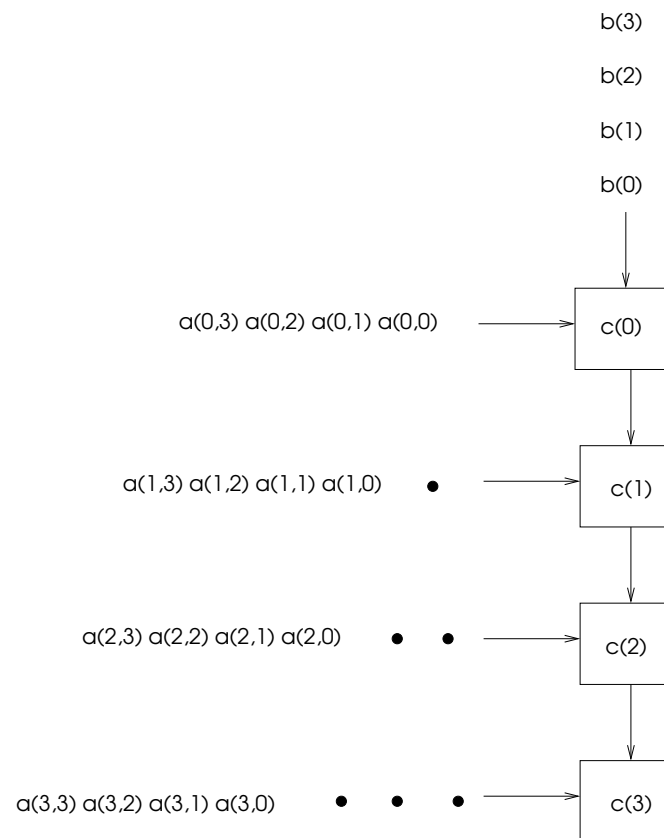 b(3)
b(2)
b(1)
b(0)
a(0,3) a(0,2) a(0,1) a(0,0)
c(0)
a(1,3) a(1,2) a(1,1) a(1,0)
c(1)
a(2,3) a(2,2) a(2,1) a(2,0)
c(2)
a(3,3) a(3,2) a(3,1) a(3,0)
c(3)